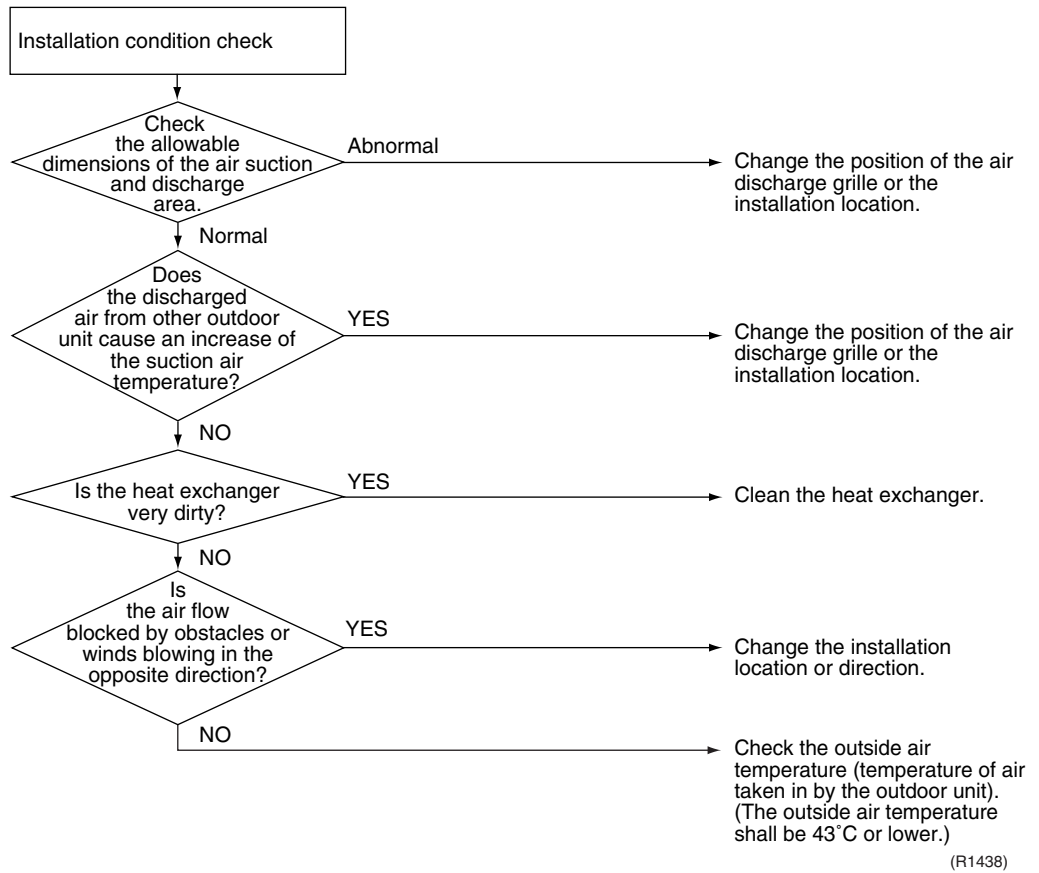 Installation condition check
Check
the allowable
dimensions of the air suction
and discharge
area.
Abnormal
Change the position of the air
discharge grille or the
installation location.
Normal
Does
the discharged
air from other outdoor
unit cause an increase of
the suction air
temperature?
YES
Change the position of the air
discharge grille or the
installation location.
NO
Is the heat exchanger
very dirty?
YES
Clean the heat exchanger.
NO
Is
the air flow
blocked by obstacles or
winds blowing in the
opposite direction?
YES
Change the installation
location or direction.
NO
Check the outside air
temperature (temperature of air
taken in by the outdoor unit).
(The outside air temperature
shall be 43˚C or lower.)
(R1438)